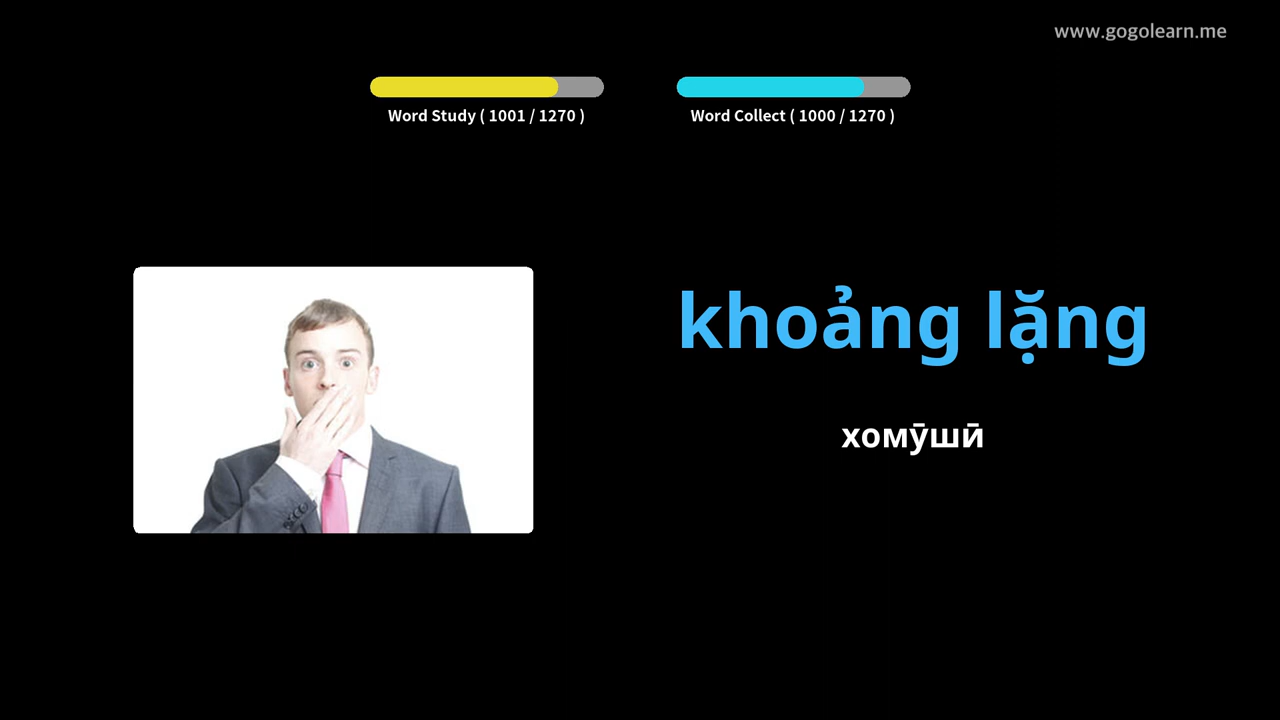 www.gogolearn.me
Word Study ( 1001 / 1270 )
Word Collect ( 1000 / 1270 )
khoảng lặng
хомӯшӣ